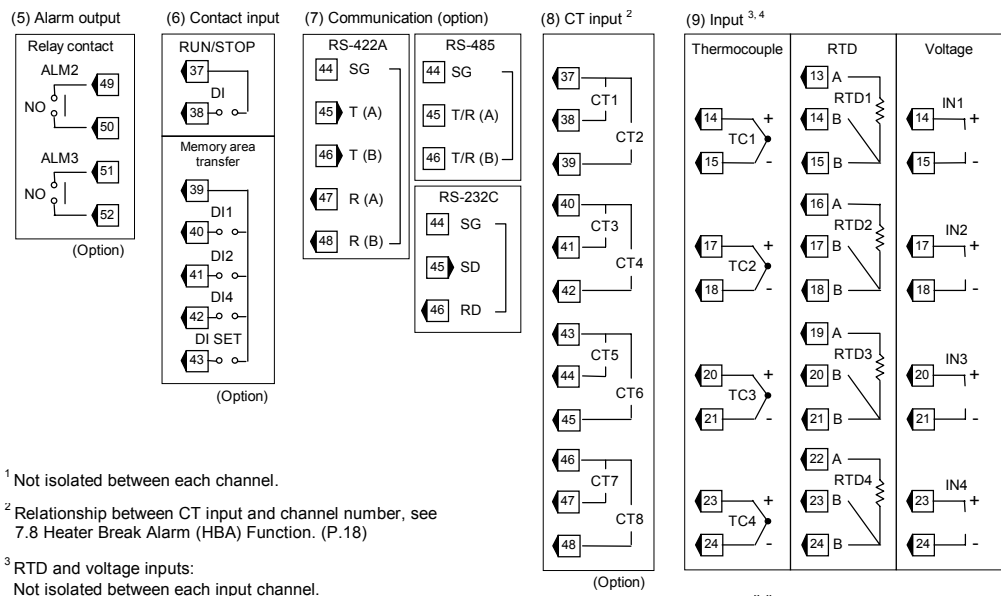 (5) Alarm output
Relay contact
ALM2
49
NO
50
ALM3
51
NO
52
(Option)
(6) Contact input
RUN/STOP
37
DI
38
Memory area
transfer
39
DI1
40
DI2
41
DI4
42
DI SET
43
(Option)
(7) Communication (option)
RS-422A
44 SG
45 T (A)
46 T (B)
47 R (A)
48 R (B)
RS-485
44 SG
45 T/R (A)
46 T/R (B)
RS-232C
44 SG
45 SD
46 RD
(8) CT input 2
37
CT1
38
CT2
39
40
CT3
41
CT4
42
43
CT5
44
CT6
45
46
CT7
47
CT8
48
(Option)
(9) Input 3, 4
Thermocouple
14 +
TC1
15 -
17 +
TC2
18 -
20 +
TC3
21 -
23 +
TC4
24 -
RTD
13 A
RTD1
14 B
15 B
16 A
RTD2
17 B
18 B
19 A
RTD3
20 B
21 B
22 A
RTD4
23 B
24 B
Voltage
IN1
14 +
15 -
IN2
17 +
18 -
IN3
20 +
21 -
IN4
23 +
24 -
1 Not isolated between each channel.
2 Relationship between CT input and channel number, see
7.8 Heater Break Alarm (HBA) Function. (P.18)
3 RTD and voltage inputs:
Not isolated between each input channel.